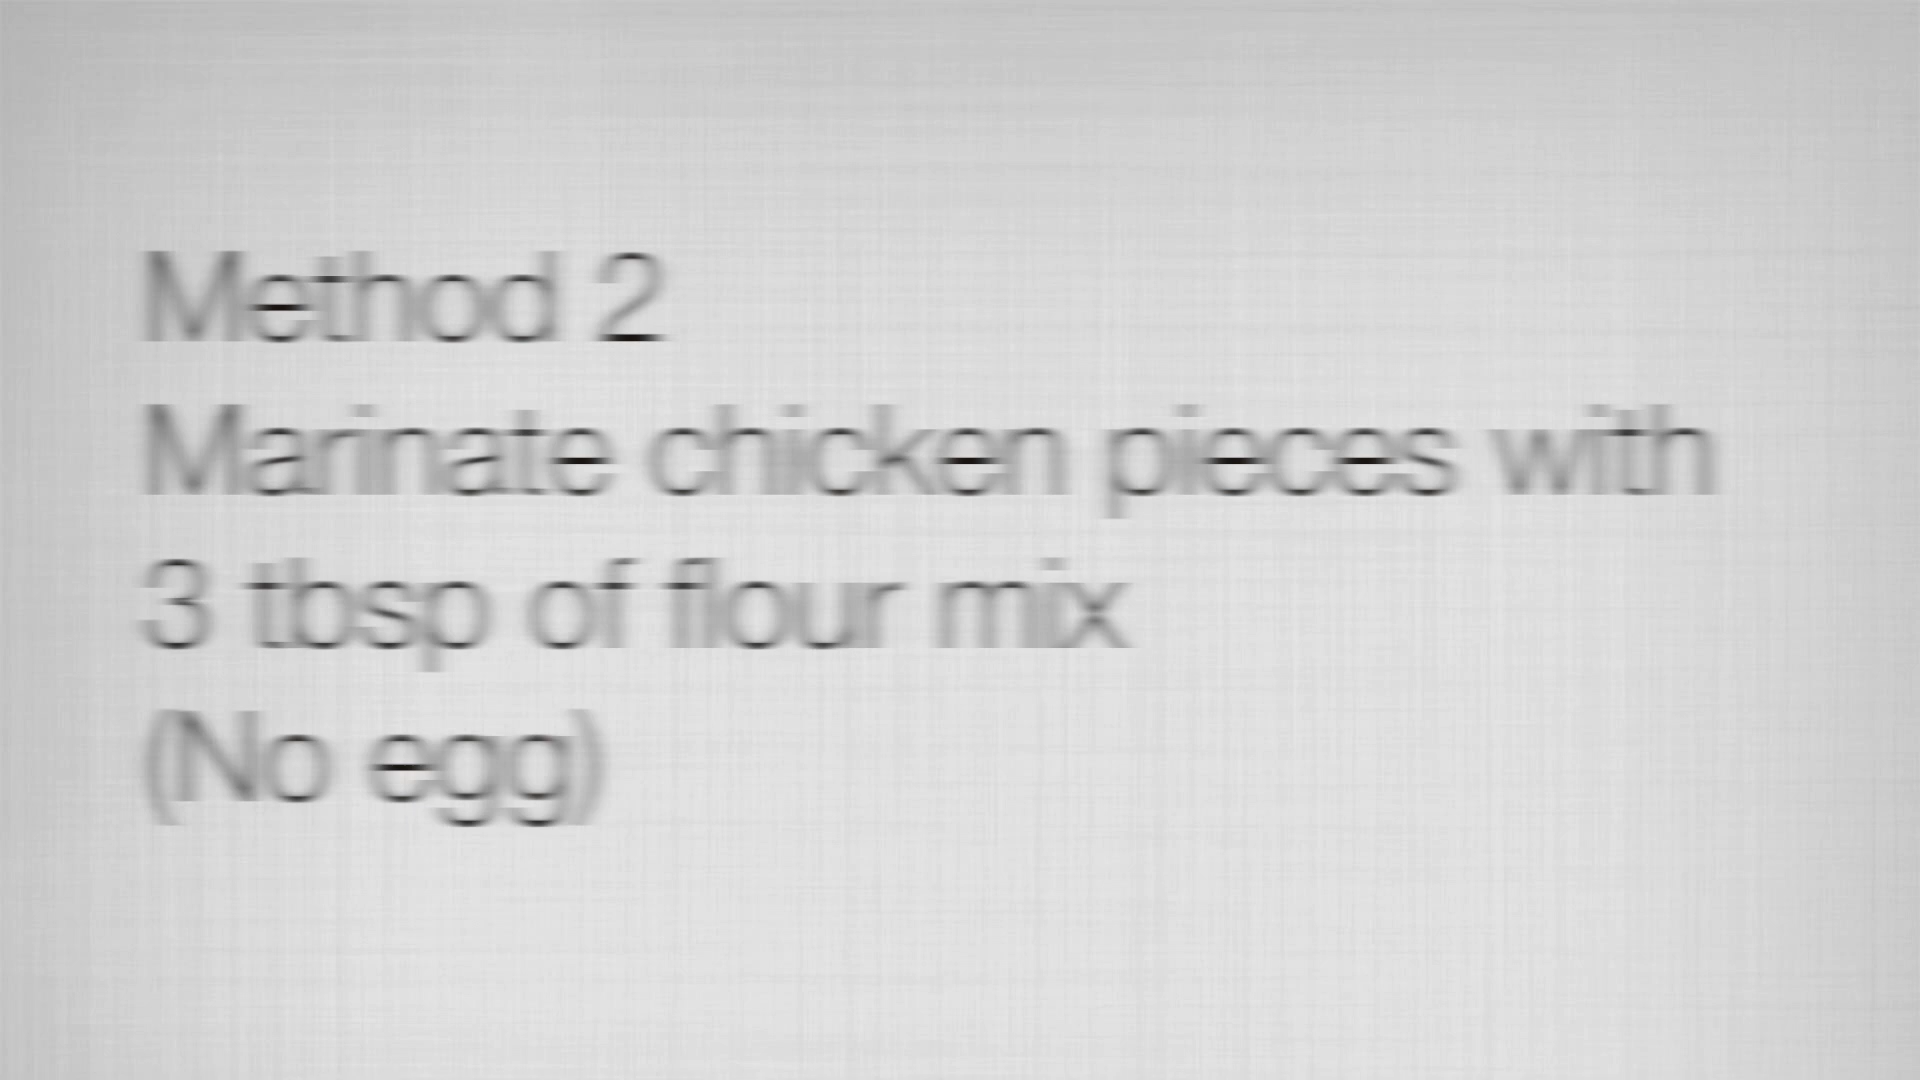 Method 2
Marinate chicken pieces with
3 tbsp of flour mix
(No egg)